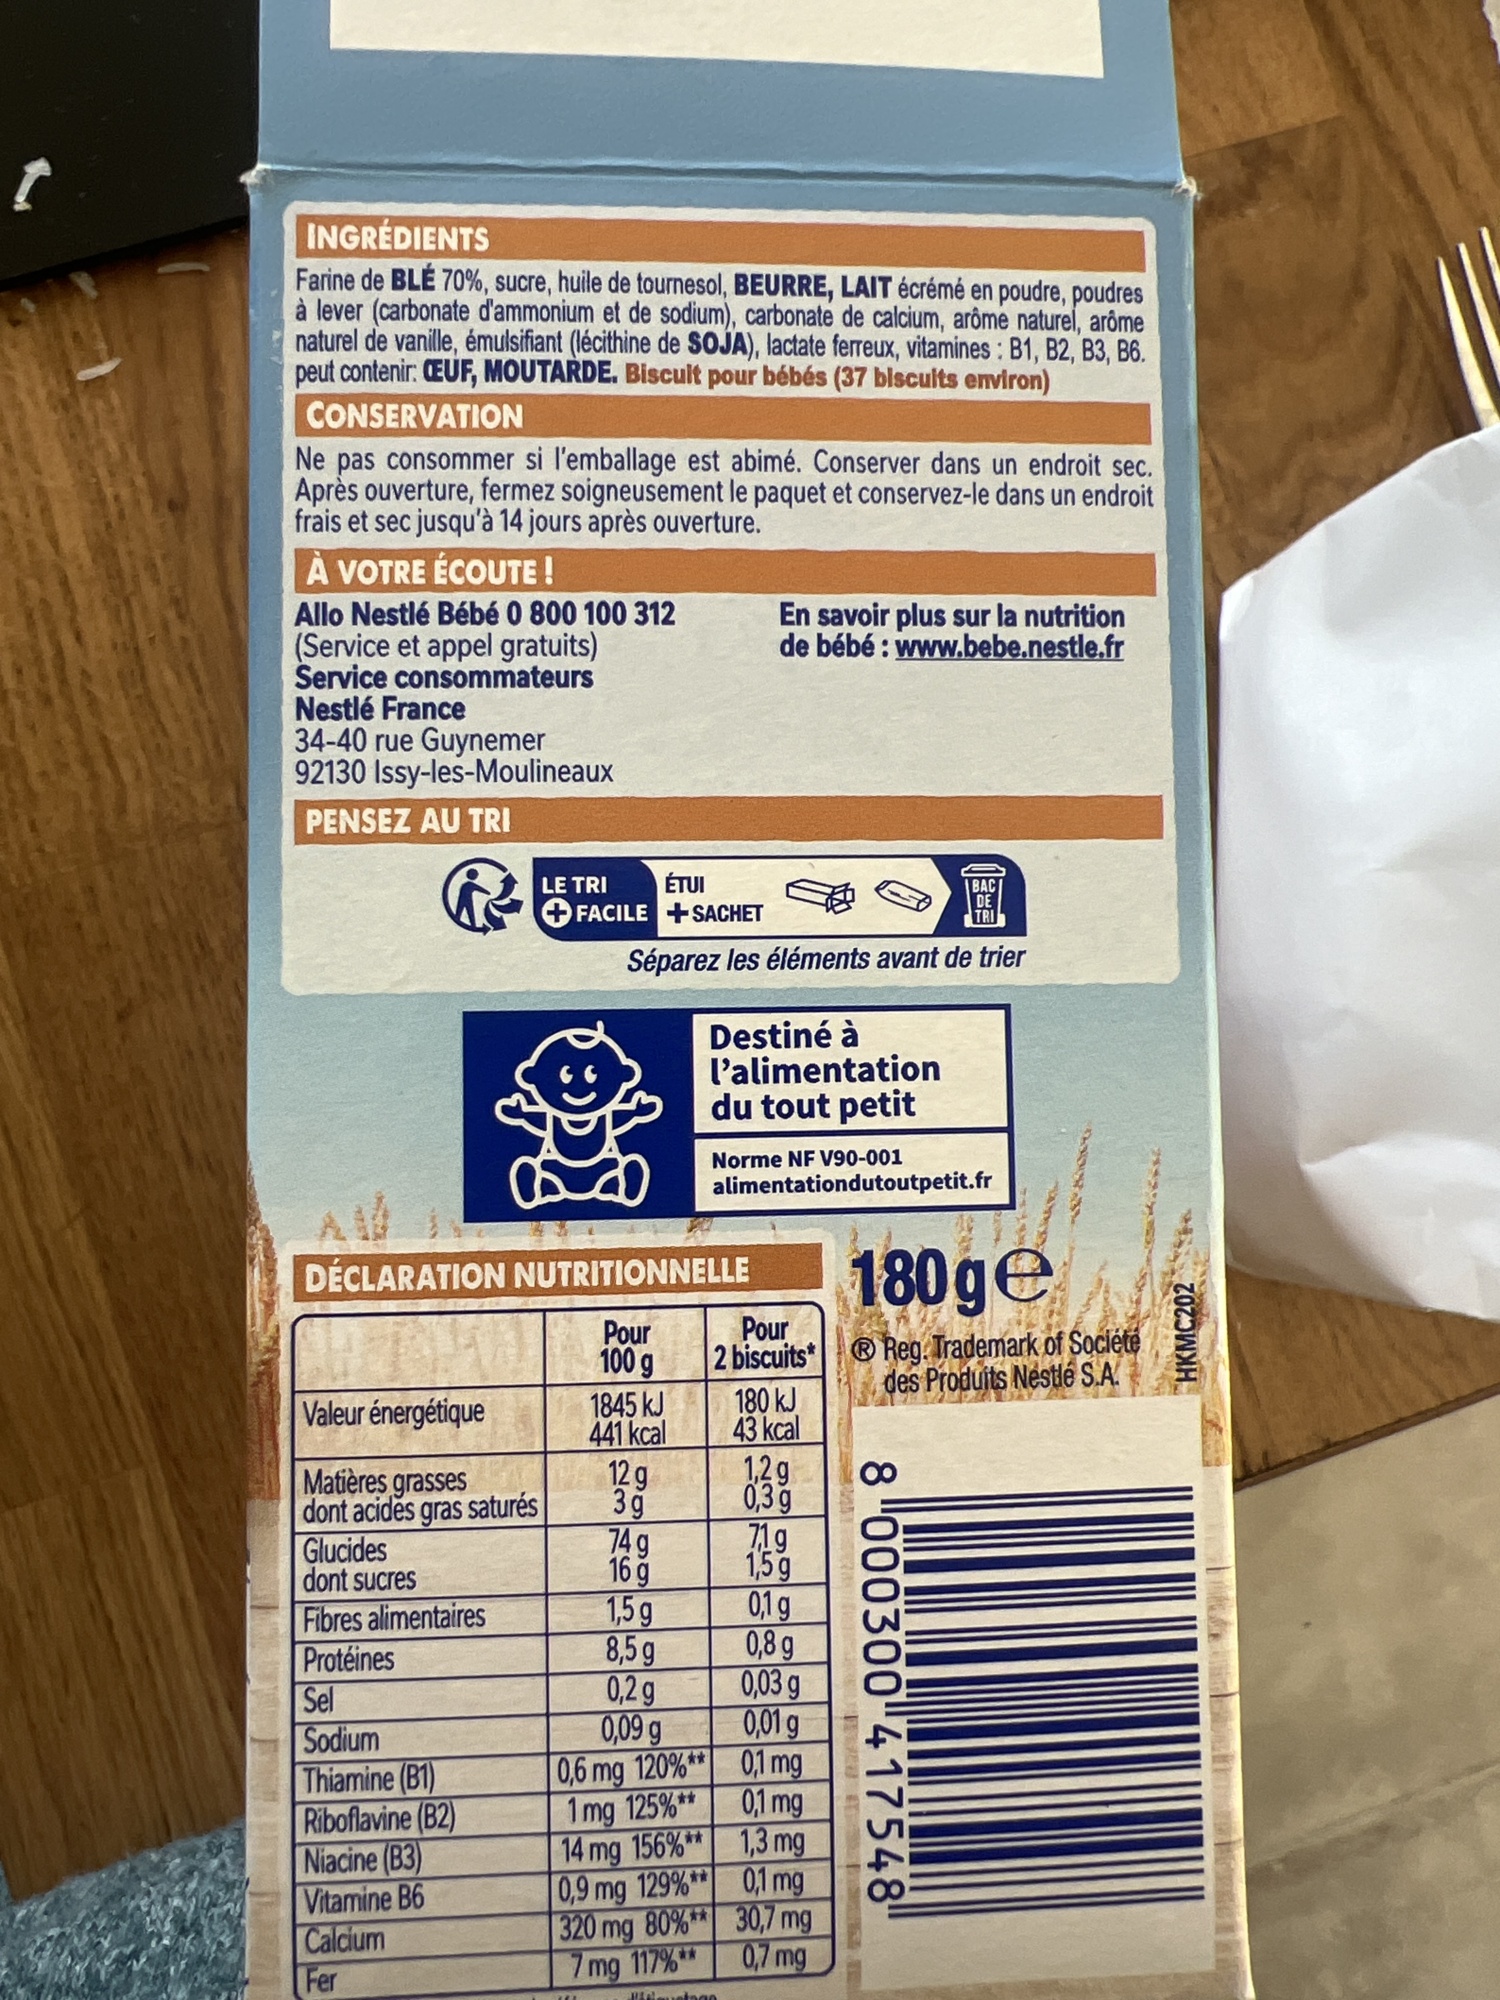 INGRÉDIENTS
Farine de BLÉ 70%, sucre, huile de tournesol, BEURRE, LAIT écrémé en poudre, poudres
à lever (carbonate d'ammonium et de sodium), carbonate de calcium, arôme naturel, arôme
naturel de vanille, émulsifiant (lécithine de SOJA), lactate ferreux, vitamines : B1, B2, B3, B6.
peut contenir: ŒUF, MOUTARDE. Biscuit pour bébés (37 biscuits environ)
CONSERVATION
Ne pas consommer si l'emballage est abimé. Conserver dans un endroit sec.
Après ouverture, fermez soigneusement le paquet et conservez-le dans un endroit
frais et sec jusqu'à 14 jours après ouverture.
À VOTRE ÉCOUTE !
Allo Nestlé Bébé 0 800 100 312
(Service et appel gratuits)
Service consommateurs
Nestlé France
34-40 rue Guynemer
92130 Issy-les-Moulineaux
En savoir plus sur la nutrition
de bébé : www.bebe.nestle.fr
PENSEZ AU TRI
LE TRI
+ FACILE
ÉTUI
+ SACHET
BAC
DE
TRI
Séparez les éléments avant de trier
Destiné à
l'alimentation
du tout petit
Norme NF V90-001
alimentationdutoutpetit.fr
DÉCLARATION NUTRITIONNELLE
Pour 100 g Pour 2 biscuits*
Valeur énergétique 1845 kJ 180 kJ
441 kcal 43 kcal
Matières grasses 12 g 1,2 g
dont acides gras saturés 3 g 0,3 g
Glucides 74 g 7,1 g
dont sucres 16 g 1,5 g
Fibres alimentaires 1,5 g 0,1 g
Protéines 8,5 g 0,8 g
Sel 0,2 g 0,03 g
Sodium 0,09 g 0,01 g
Thiamine (B1) 0,6 mg 120%** 0,1 mg
Riboflavine (B2) 1 mg 125%** 0,1 mg
Niacine (B3) 14 mg 156%** 1,3 mg
Vitamine B6 0,9 mg 129%** 0,1 mg
Calcium 320 mg 80%** 30,7 mg
Fer 7 mg 117%** 0,7 mg
180 g e
® Reg. Trademark of Société
des Produits Nestlé S.A.
HKMC202
8 000300 417548